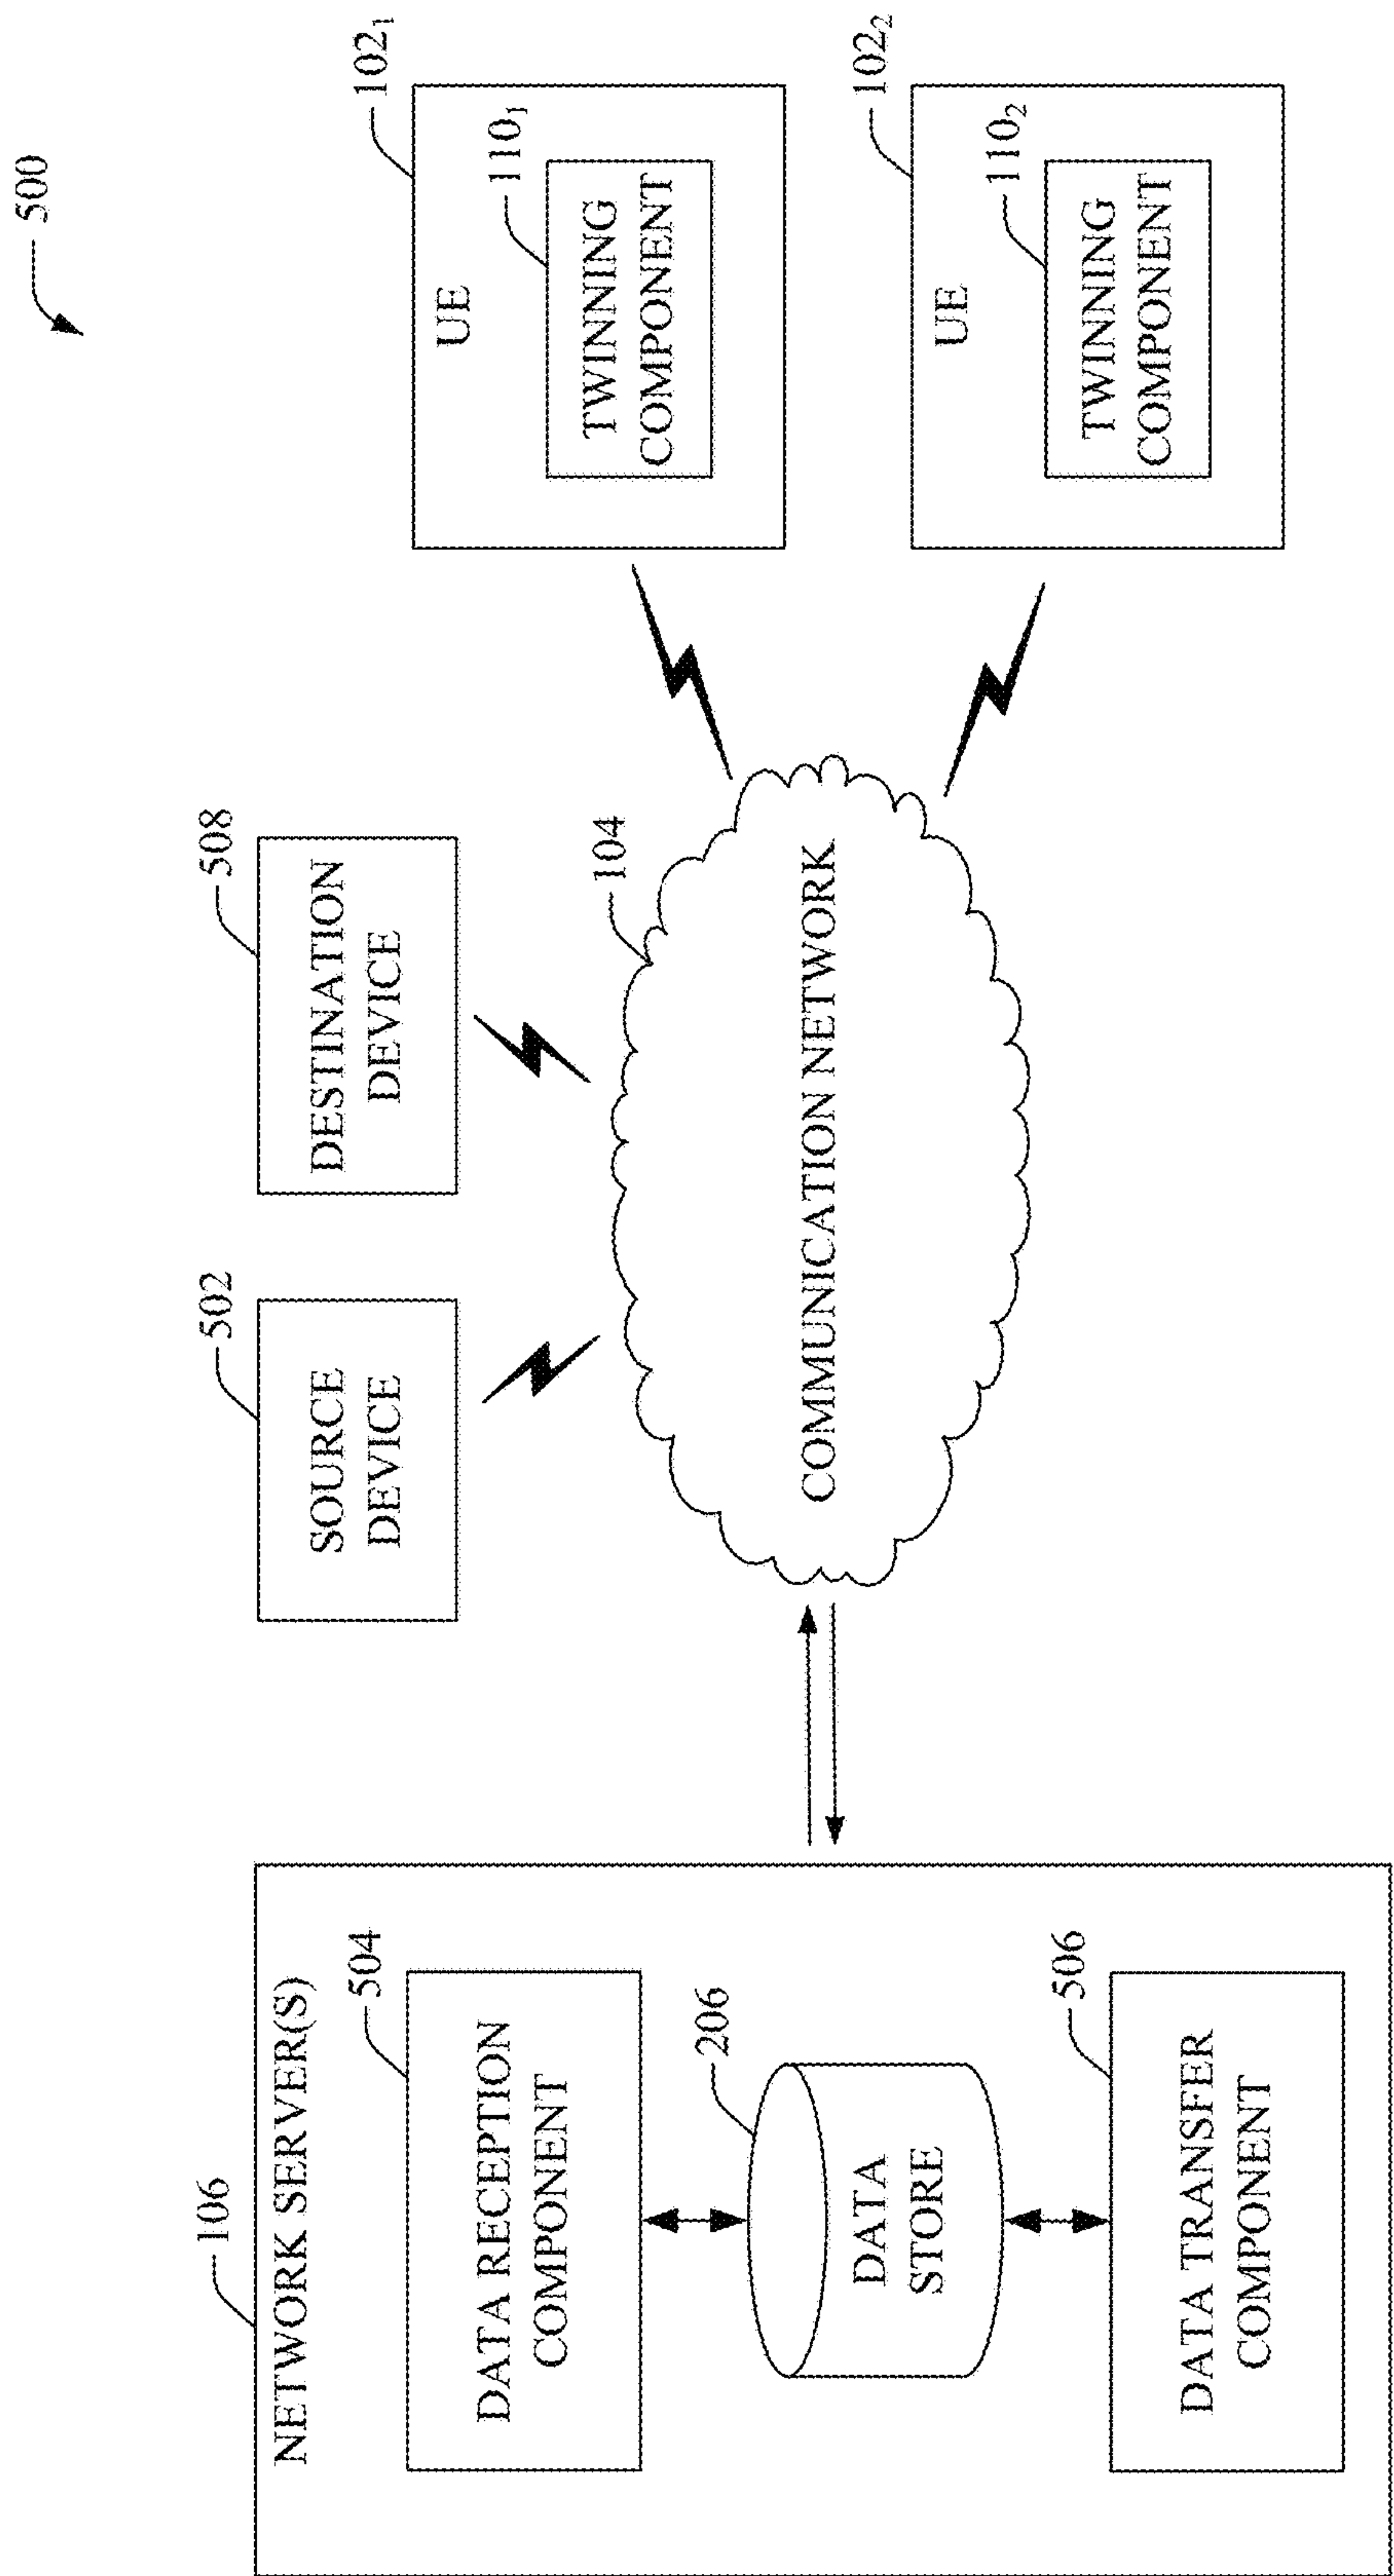 500
106
NETWORK SERVER(S)
504
DATA RECEPTION
COMPONENT
206
DATA
STORE
506
DATA TRANSFER
COMPONENT
502
SOURCE
DEVICE
508
DESTINATION
DEVICE
104
COMMUNICATION NETWORK
102₁
UE
110₁
TWINNING
COMPONENT
102₂
UE
110₂
TWINNING
COMPONENT